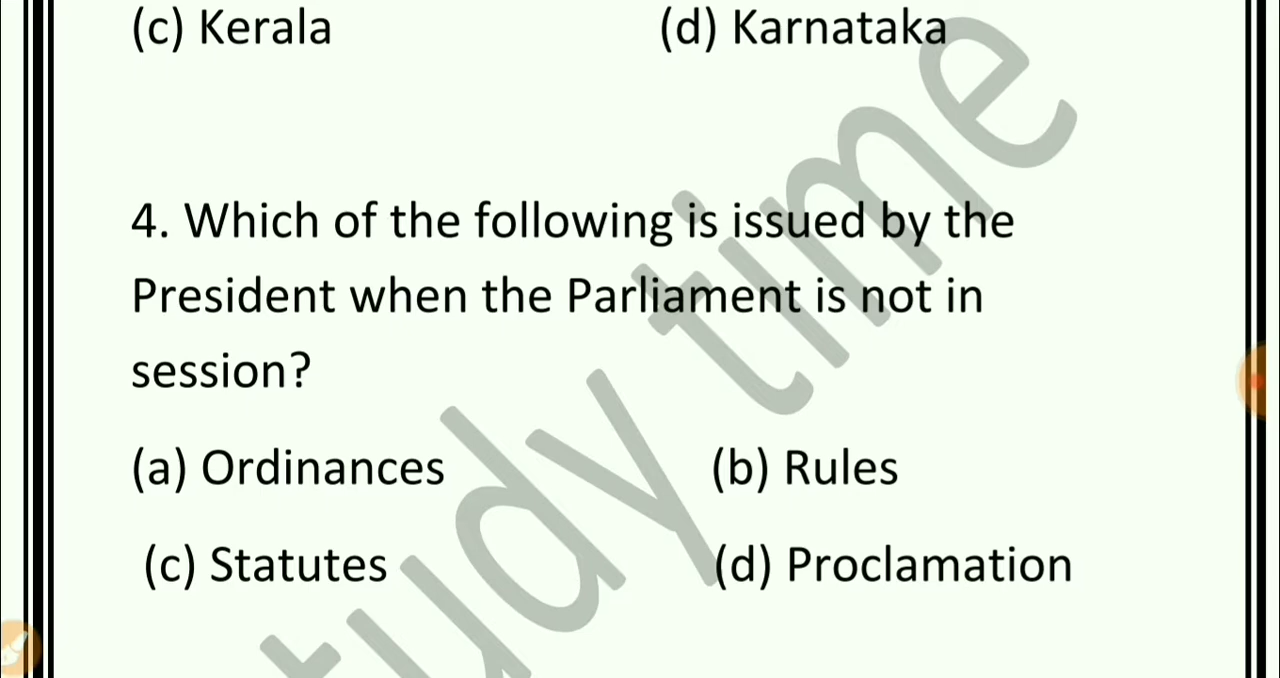 (c) Kerala (d) Karnataka
4. Which of the following is issued by the
President when the Parliament is not in
session?
(a) Ordinances (b) Rules
(c) Statutes (d) Proclamation
udy time